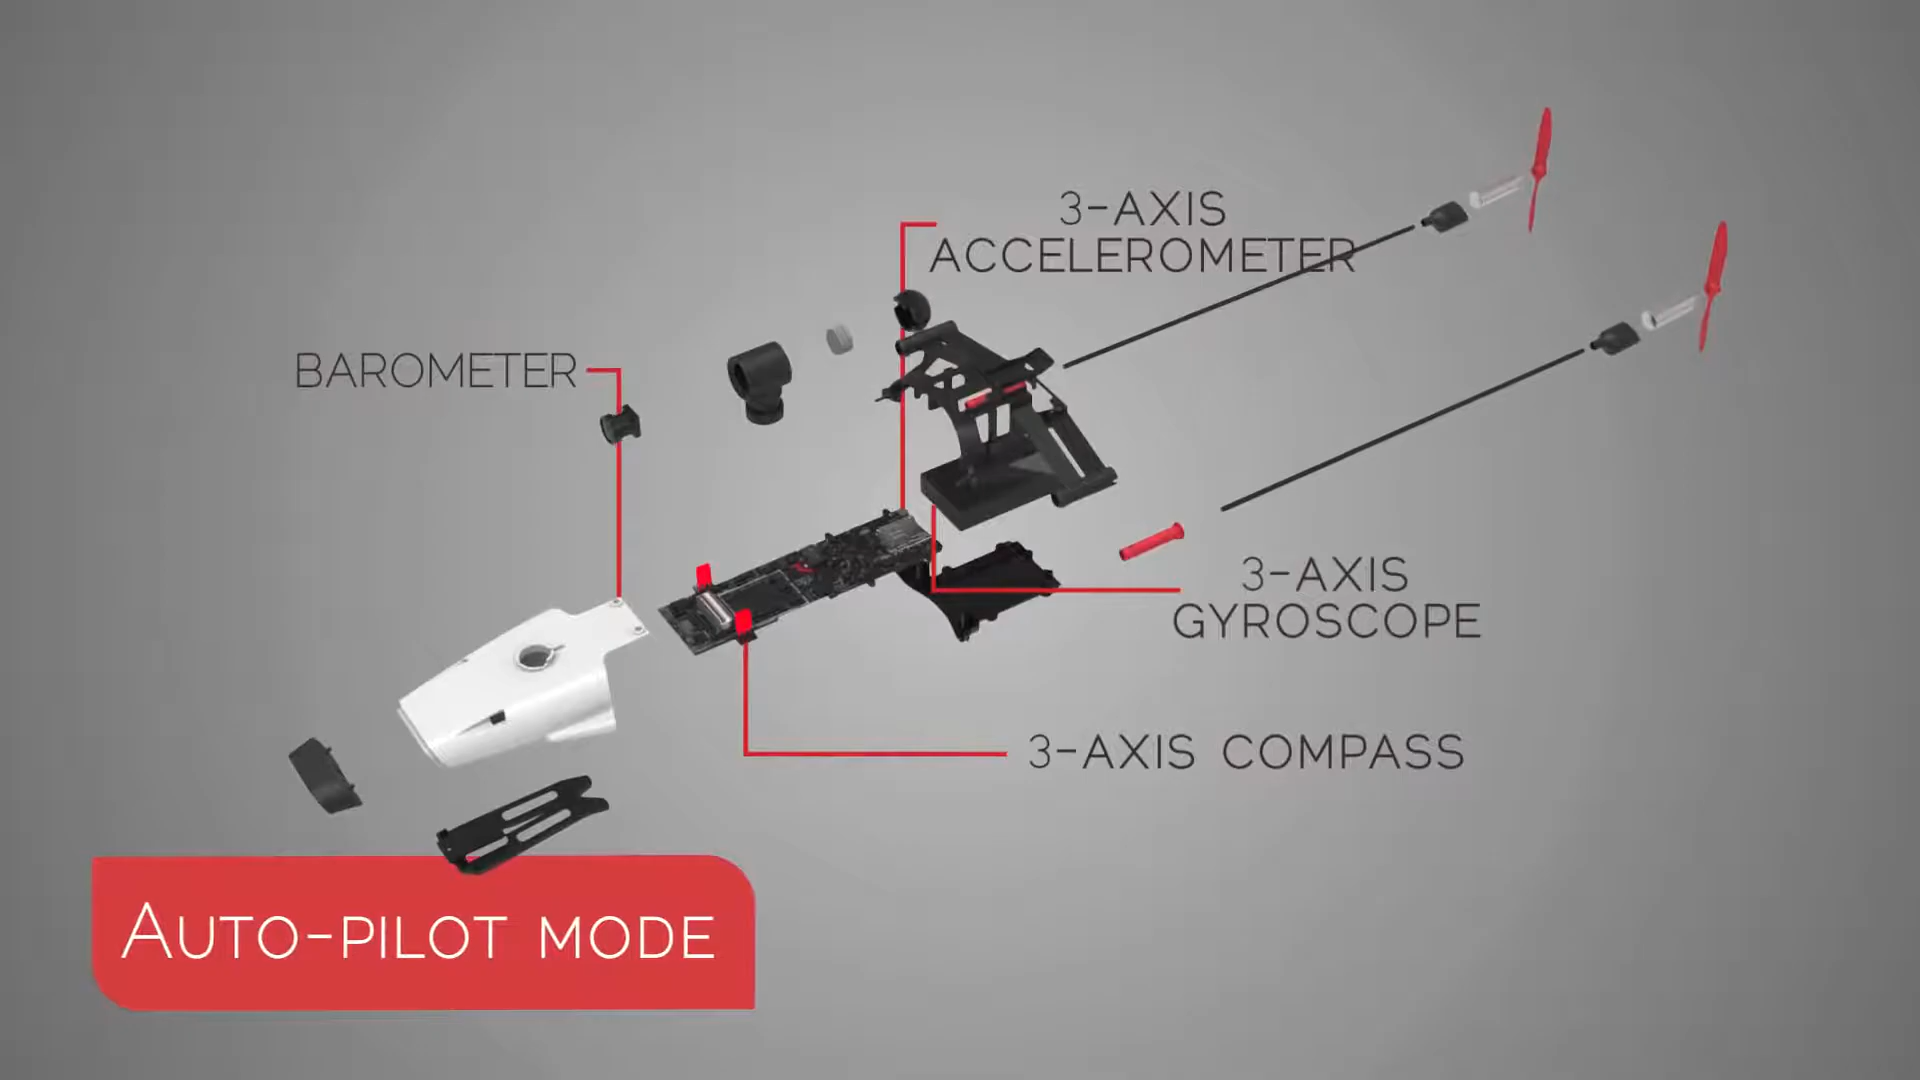 3-AXIS
ACCELEROMETER
BAROMETER
3-AXIS
GYROSCOPE
3-AXIS COMPASS
AUTO-PILOT MODE